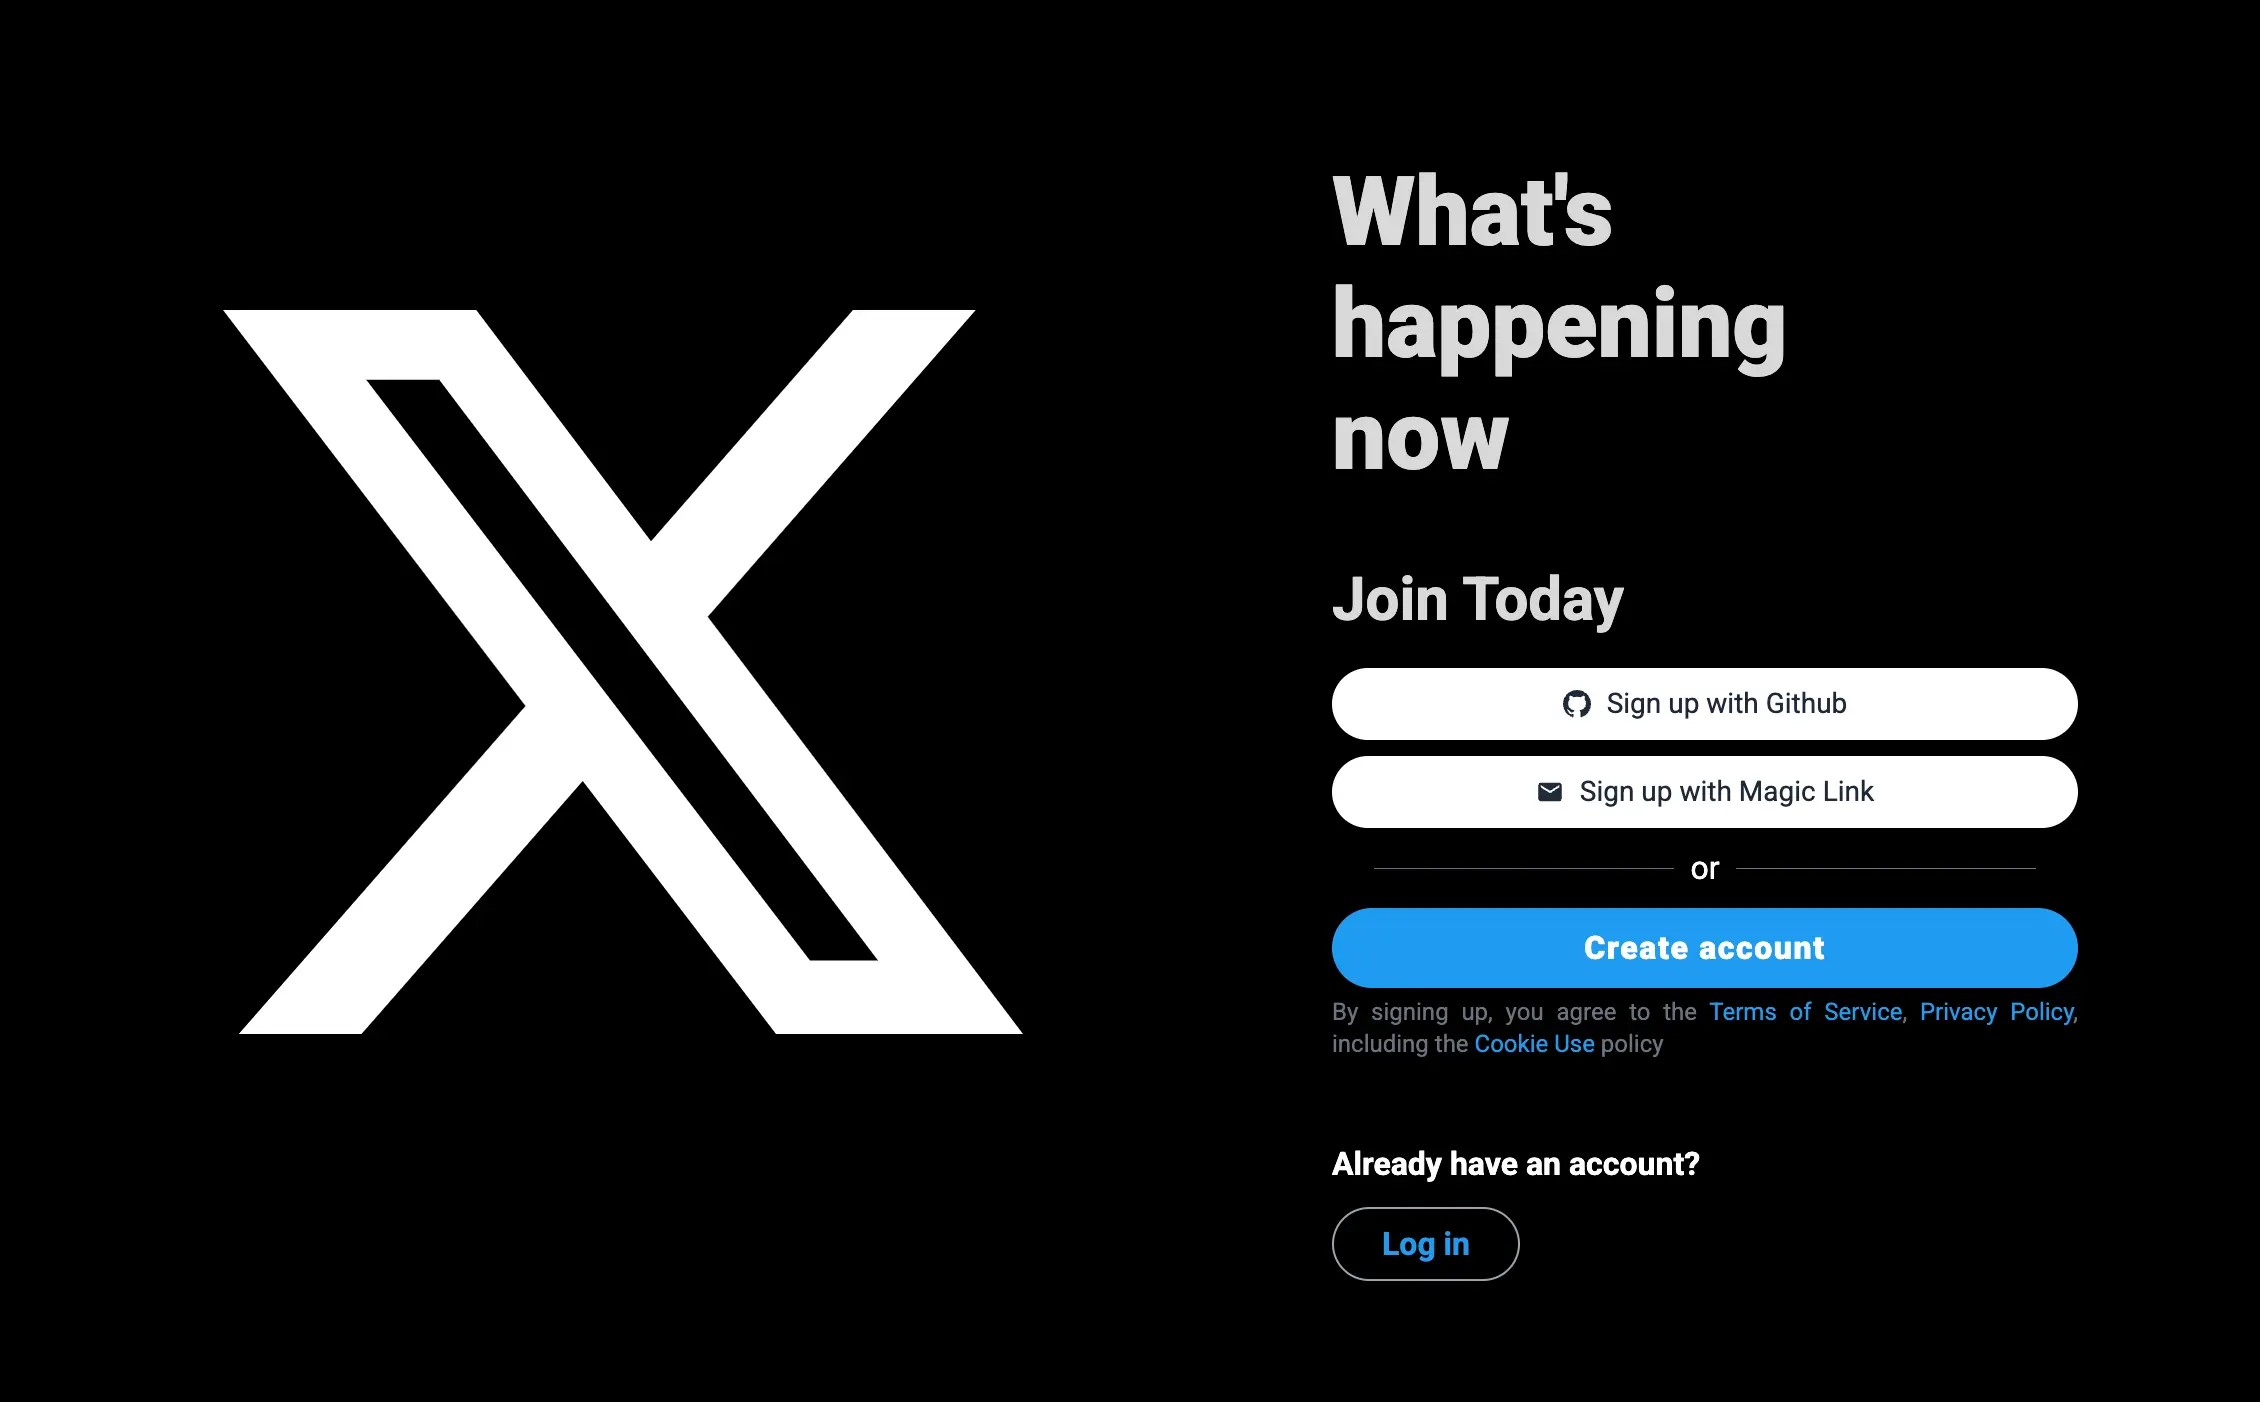 What's
happening
now
Join Today
Sign up with Github
Sign up with Magic Link
or
Create account
By signing up, you agree to the Terms of Service, Privacy Policy,
including the Cookie Use policy
Already have an account?
Log in